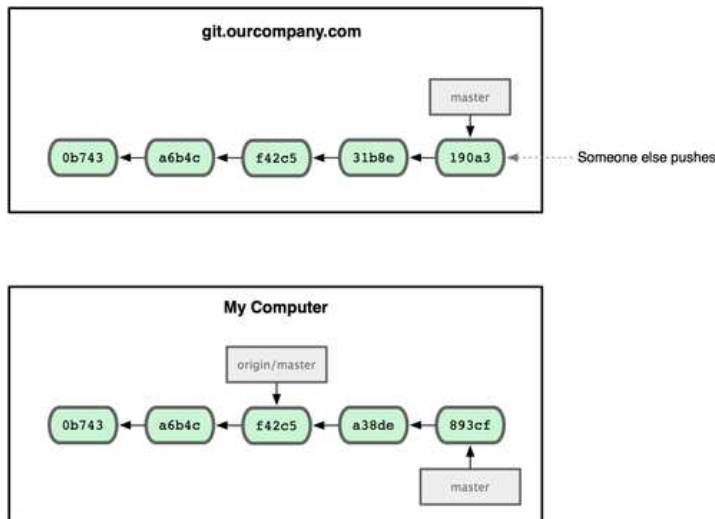 git.ourcompany.com
master
0b743 a6b4c f42c5 31b8e 190a3 Someone else pushes
My Computer
origin/master
0b743 a6b4c f42c5 a38de 893cf
master